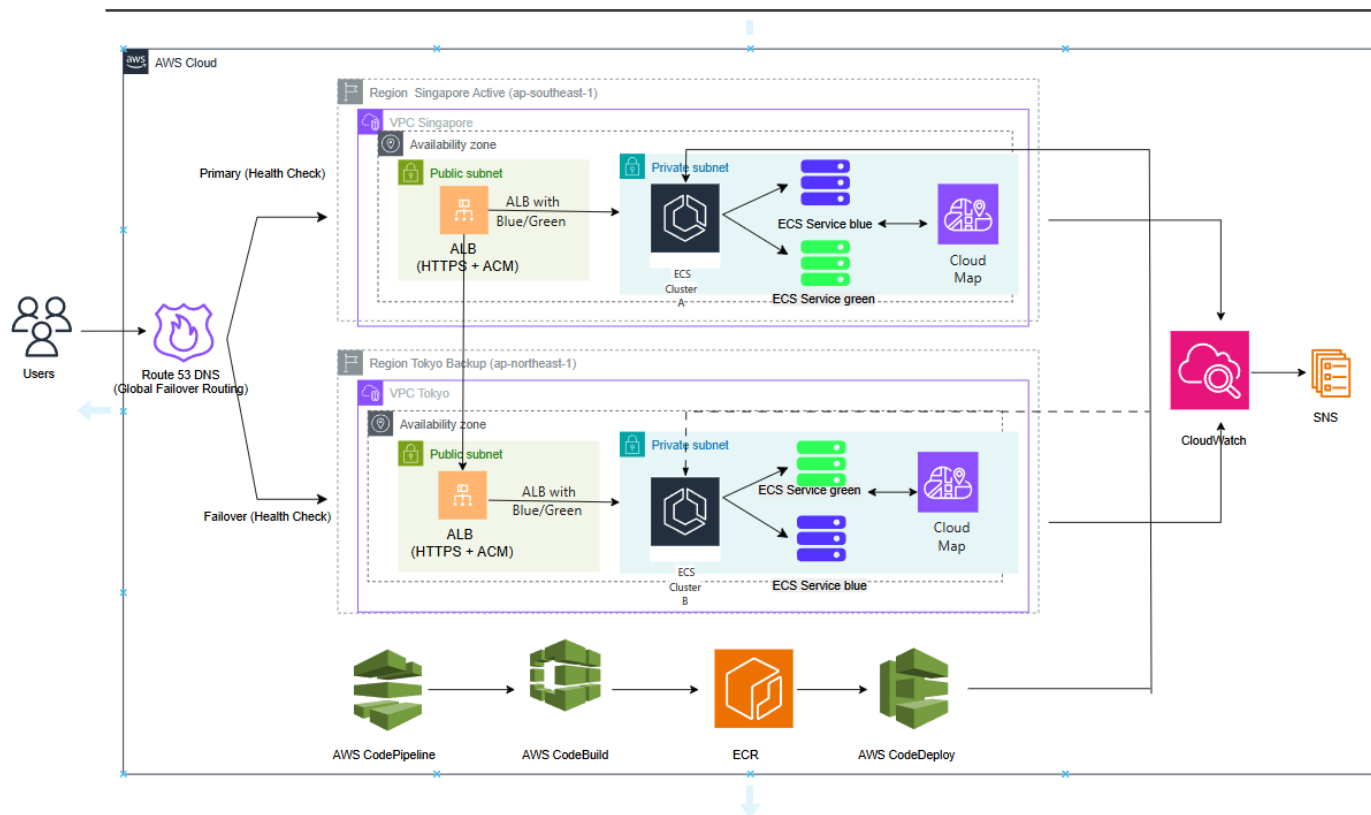 aws
AWS Cloud
Region Singapore Active (ap-southeast-1)
VPC Singapore
Availability zone
Primary (Health Check)
Public subnet
Private subnet
ALB with
Blue/Green
ALB
(HTTPS + ACM)
ECS
Cluster
A
ECS Service blue
ECS Service green
Cloud
Map
Users
Route 53 DNS
(Global Failover Routing)
Region Tokyo Backup (ap-northeast-1)
VPC Tokyo
Availability zone
Public subnet
Private subnet
ALB with
Blue/Green
Failover (Health Check)
ALB
(HTTPS + ACM)
ECS
Cluster
B
ECS Service green
ECS Service blue
Cloud
Map
CloudWatch
SNS
AWS CodePipeline
AWS CodeBuild
ECR
AWS CodeDeploy